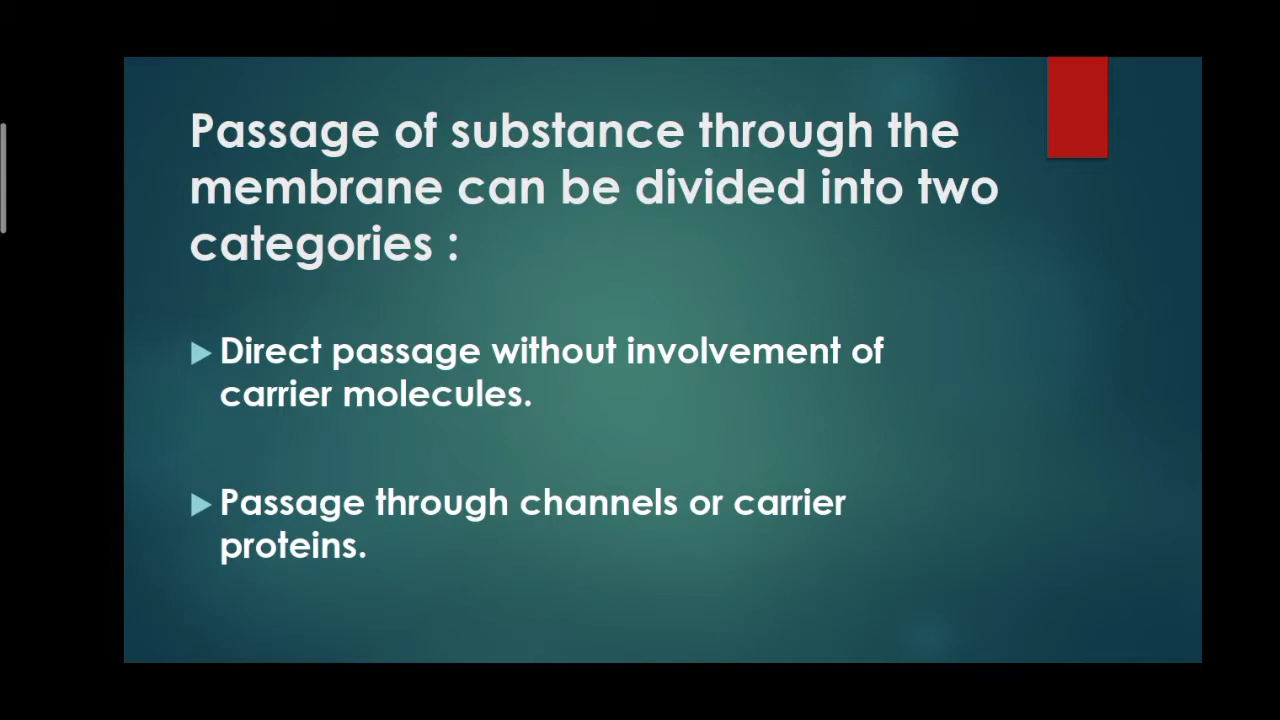 Passage of substance through the
membrane can be divided into two
categories :
Direct passage without involvement of
carrier molecules.
Passage through channels or carrier
proteins.